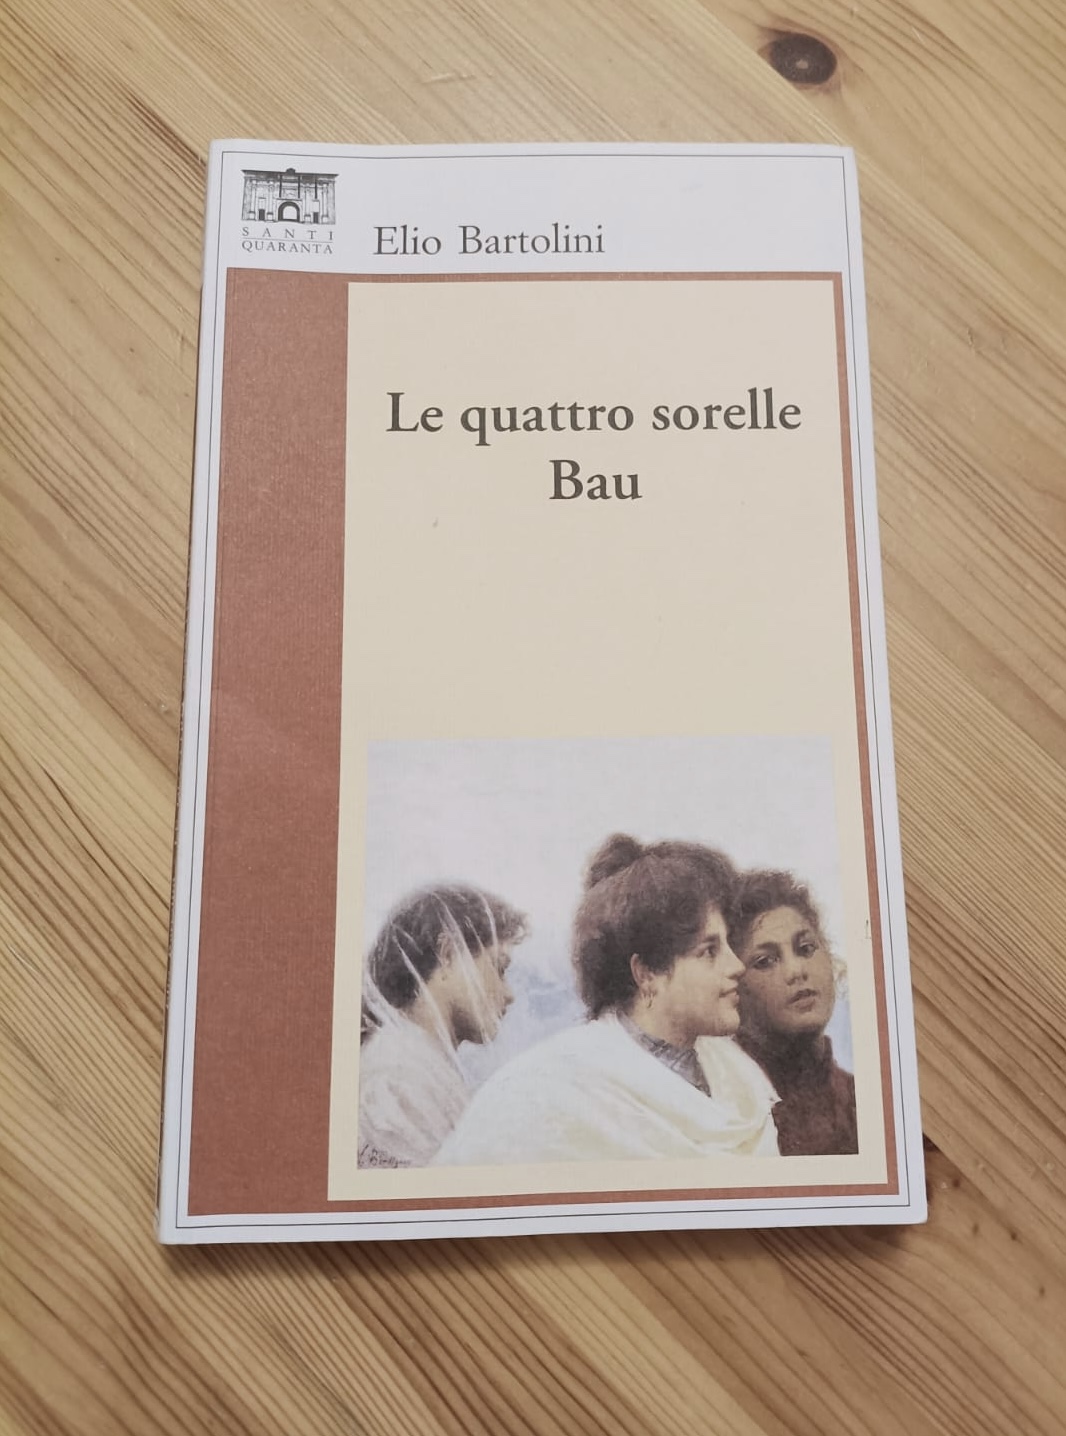 SANTI
QUARANTA
Elio Bartolini
Le quattro sorelle
Bau